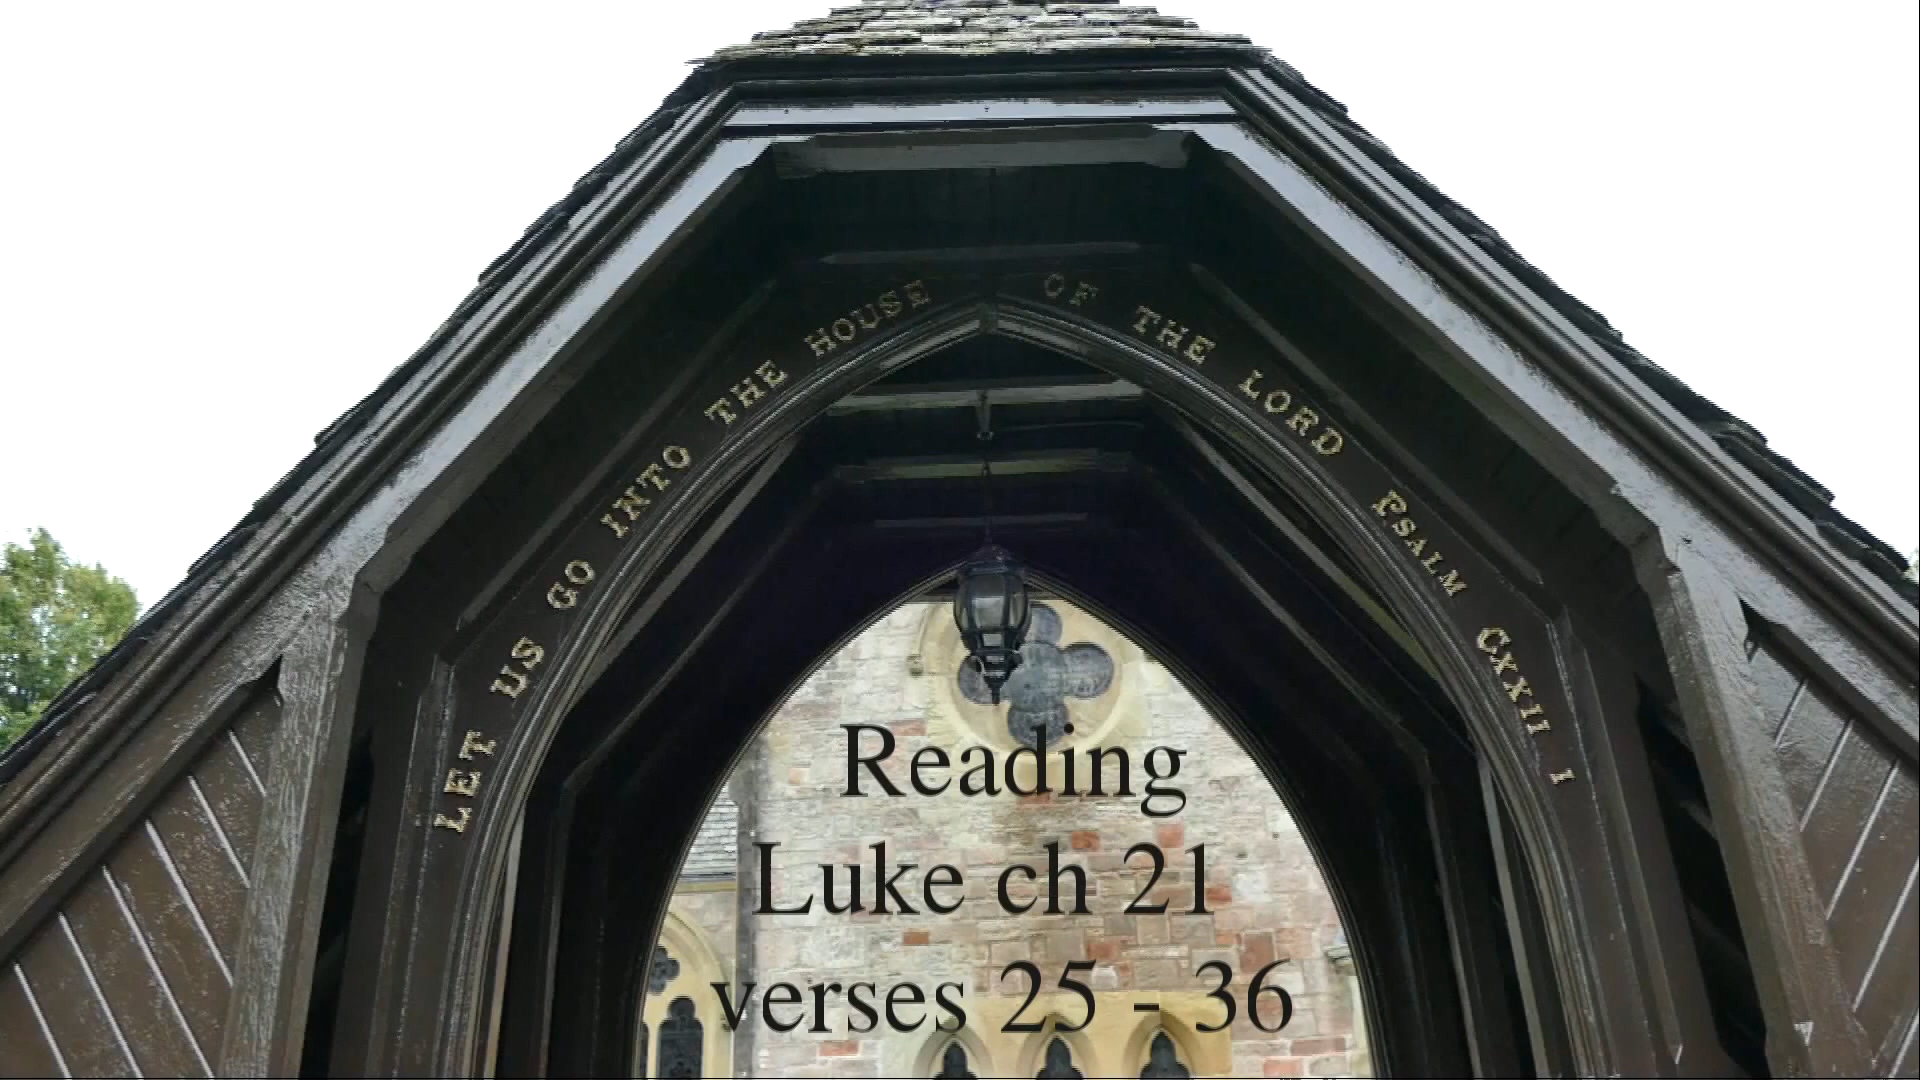 LET US GO INTO THE HOUSE OF THE LORD PSALM CXXII I
Reading
Luke ch 21
verses 25 - 36